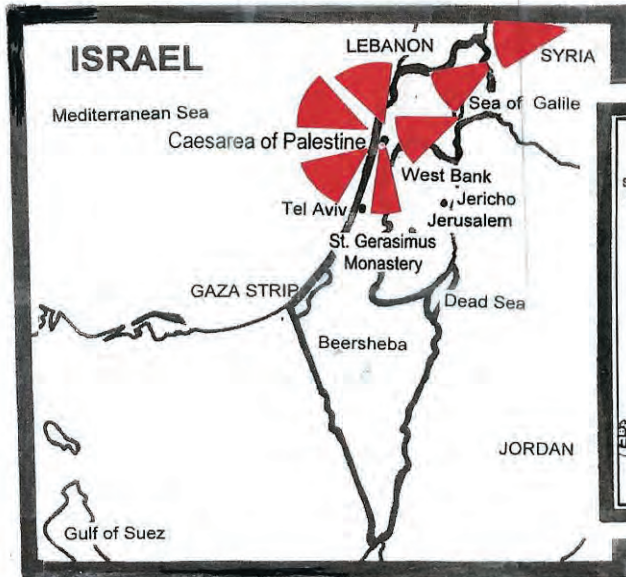 ISRAEL
LEBANON
SYRIA
Mediterranean Sea
Sea of Galile
Caesarea of Palestine
West Bank
Jericho
Tel Aviv
Jerusalem
St. Gerasimus
Monastery
GAZA STRIP
Dead Sea
Beersheba
JORDAN
Gulf of Suez